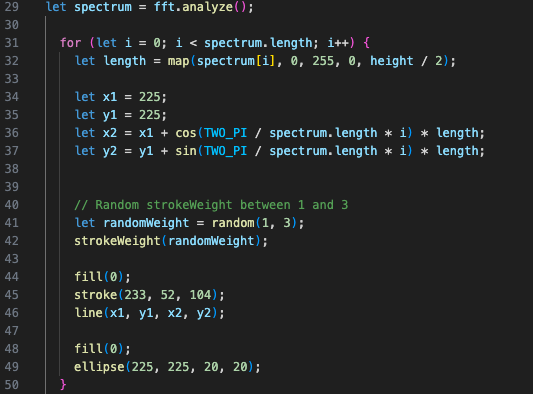 29 let spectrum = fft.analyze();
30
31 for (let i = 0; i < spectrum.length; i++) {
32 let length = map(spectrum[i], 0, 255, 0, height / 2);
33
34 let x1 = 225;
35 let y1 = 225;
36 let x2 = x1 + cos(TWO_PI / spectrum.length * i) * length;
37 let y2 = y1 + sin(TWO_PI / spectrum.length * i) * length;
38
39
40 // Random strokeWeight between 1 and 3
41 let randomWeight = random(1, 3);
42 strokeWeight(randomWeight);
43
44 fill(0);
45 stroke(233, 52, 104);
46 line(x1, y1, x2, y2);
47
48 fill(0);
49 ellipse(225, 225, 20, 20);
50 }